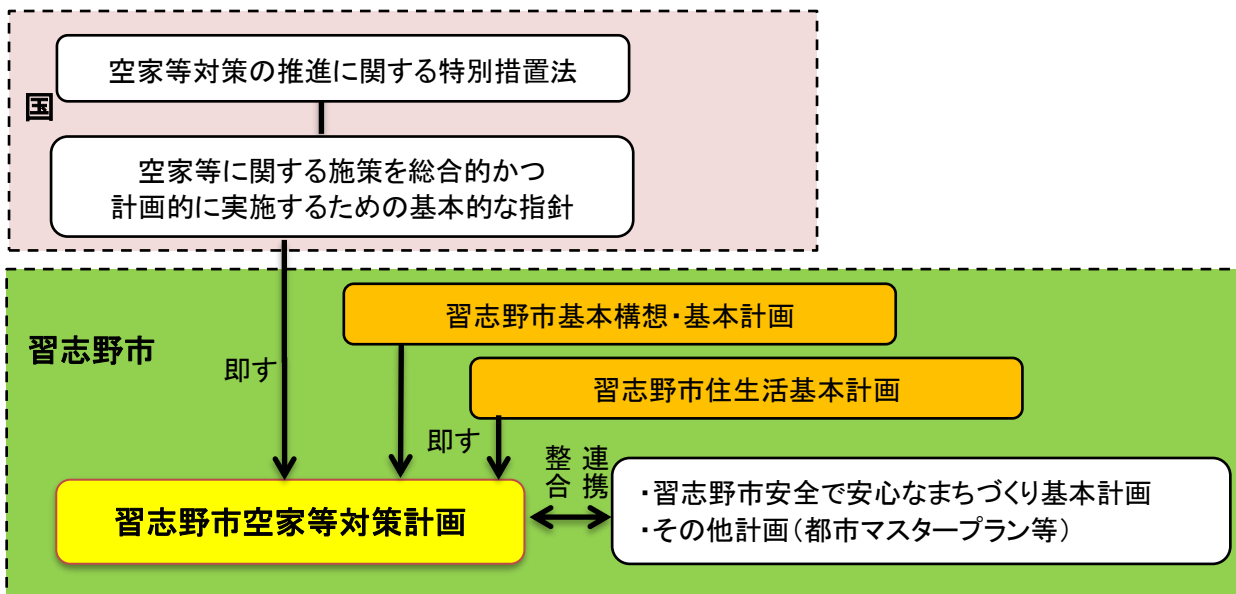 空家等対策の推進に関する特別措置法
国
空家等に関する施策を総合的かつ
計画的に実施するための基本的な指針
習志野市基本構想・基本計画
習志野市
即す
習志野市住生活基本計画
即す
整合
連携
・習志野市安全で安心なまちづくり基本計画
・その他計画(都市マスタープラン等)
習志野市空家等対策計画